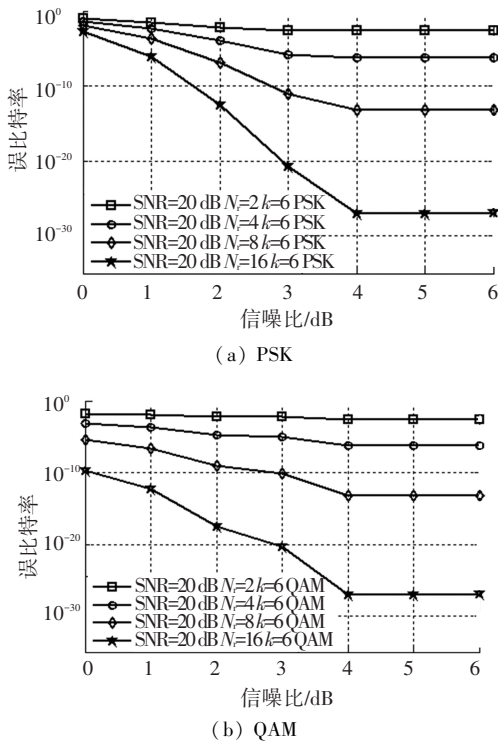 10⁰
10⁻¹⁰
10⁻²⁰
10⁻³⁰
误比特率
SNR=20 dB Nᵣ=2 k=6 PSK
SNR=20 dB Nᵣ=4 k=6 PSK
SNR=20 dB Nᵣ=8 k=6 PSK
SNR=20 dB Nᵣ=16 k=6 PSK
0 1 2 3 4 5 6
信噪比/dB
(a) PSK
10⁰
10⁻¹⁰
10⁻²⁰
10⁻³⁰
误比特率
SNR=20 dB Nᵣ=2 k=6 QAM
SNR=20 dB Nᵣ=4 k=6 QAM
SNR=20 dB Nᵣ=8 k=6 QAM
SNR=20 dB Nᵣ=16 k=6 QAM
0 1 2 3 4 5 6
信噪比/dB
(b) QAM